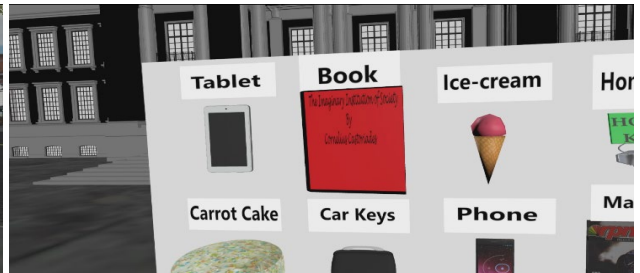 Tablet
Book
Ice-cream
The Imaginary Institution of Society
By
Cornelius Castoriadis
Carrot Cake
Car Keys
Phone